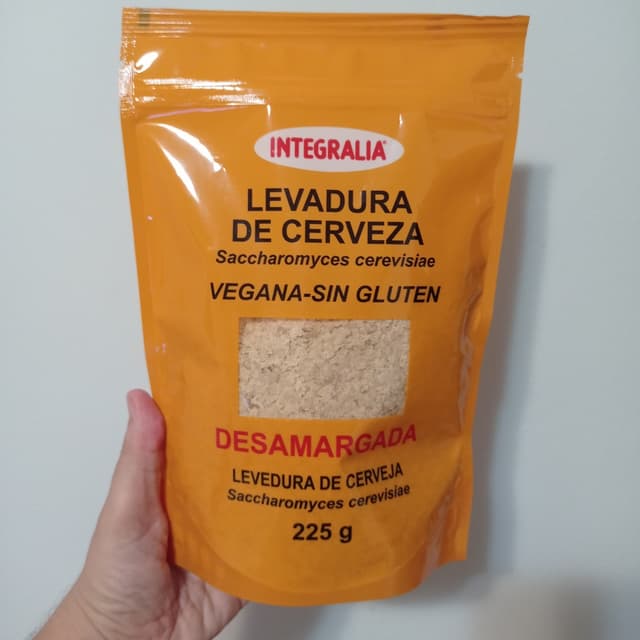 INTEGRALIA®
LEVADURA
DE CERVEZA
Saccharomyces cerevisiae
VEGANA-SIN GLUTEN
DESAMARGADA
LEVEDURA DE CERVEJA
Saccharomyces cerevisiae
225 g